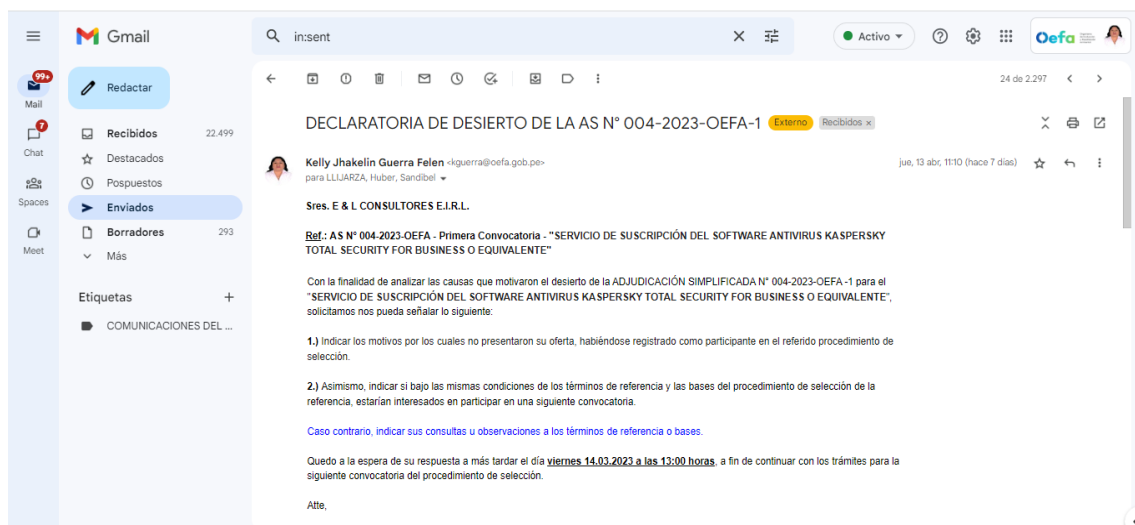 Gmail
in:sent
Activo
Oefa
99+
Mail
Redactar
24 de 2.297
7
Chat
Recibidos 22.499
Destacados
Spaces
Pospuestos
Enviados
Meet
Borradores 293
Más
Etiquetas
COMUNICACIONES DEL ...
DECLARATORIA DE DESIERTO DE LA AS N° 004-2023-OEFA-1 Externo Recibidos x
Kelly Jhakelin Guerra Felen <kguerra@oefa.gob.pe> jue, 13 abr, 11:10 (hace 7 días)
para LLIJARZA, Huber, Sandibel
Sres. E & L CONSULTORES E.I.R.L.
Ref.: AS N° 004-2023-OEFA - Primera Convocatoria - "SERVICIO DE SUSCRIPCIÓN DEL SOFTWARE ANTIVIRUS KASPERSKY
TOTAL SECURITY FOR BUSINESS O EQUIVALENTE"
Con la finalidad de analizar las causas que motivaron el desierto de la ADJUDICACIÓN SIMPLIFICADA N° 004-2023-OEFA -1 para el
"SERVICIO DE SUSCRIPCIÓN DEL SOFTWARE ANTIVIRUS KASPERSKY TOTAL SECURITY FOR BUSINESS O EQUIVALENTE",
solicitamos nos pueda señalar lo siguiente:
1.) Indicar los motivos por los cuales no presentaron su oferta, habiéndose registrado como participante en el referido procedimiento de
selección.
2.) Asimismo, indicar si bajo las mismas condiciones de los términos de referencia y las bases del procedimiento de selección de la
referencia, estarían interesados en participar en una siguiente convocatoria.
Caso contrario, indicar sus consultas u observaciones a los términos de referencia o bases.
Quedo a la espera de su respuesta a más tardar el día viernes 14.03.2023 a las 13:00 horas, a fin de continuar con los trámites para la
siguiente convocatoria del procedimiento de selección.
Atte,